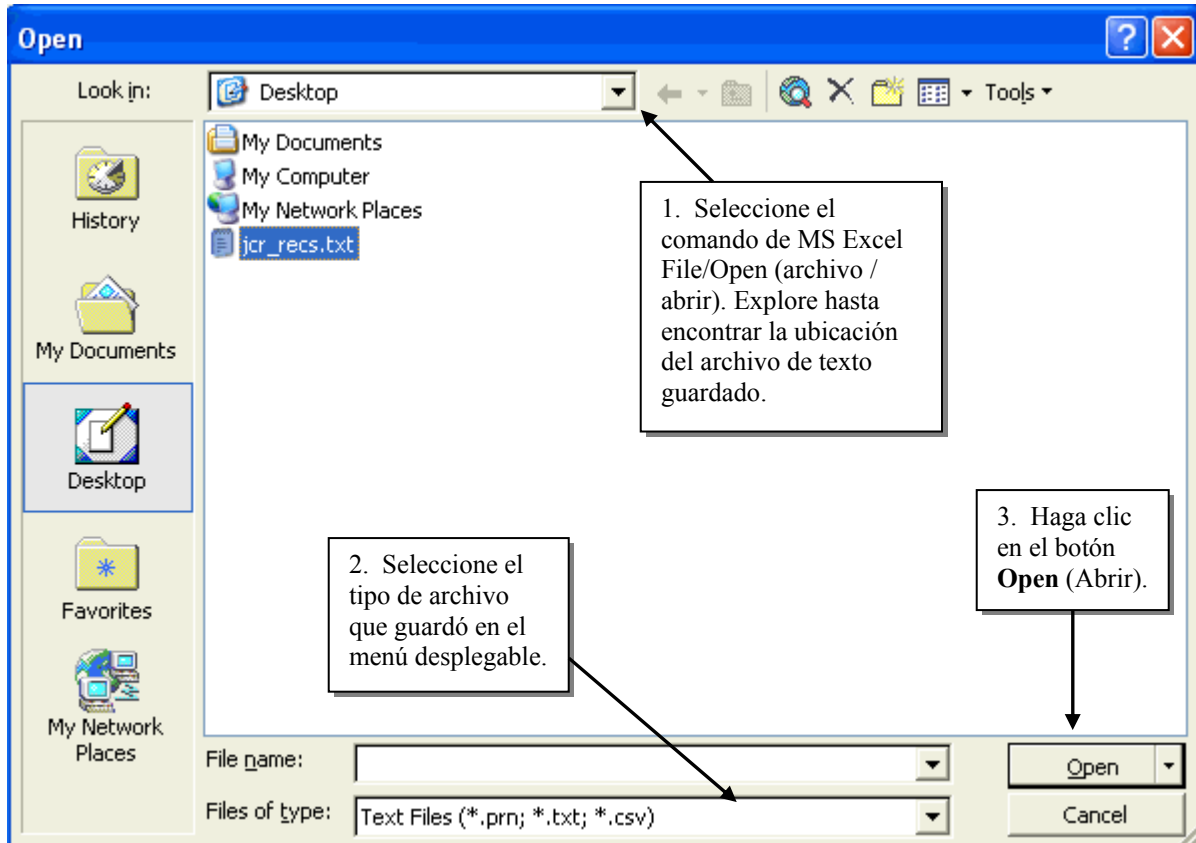 Open
Look in:
Desktop
Tools
My Documents
My Computer
My Network Places
jcr_recs.txt
History
My Documents
Desktop
Favorites
My Network
Places
1. Seleccione el
comando de MS Excel
File/Open (archivo /
abrir). Explore hasta
encontrar la ubicación
del archivo de texto
guardado.
2. Seleccione el
tipo de archivo
que guardó en el
menú desplegable.
3. Haga clic
en el botón
Open (Abrir).
File name:
Open
Files of type:
Text Files (*.prn; *.txt; *.csv)
Cancel